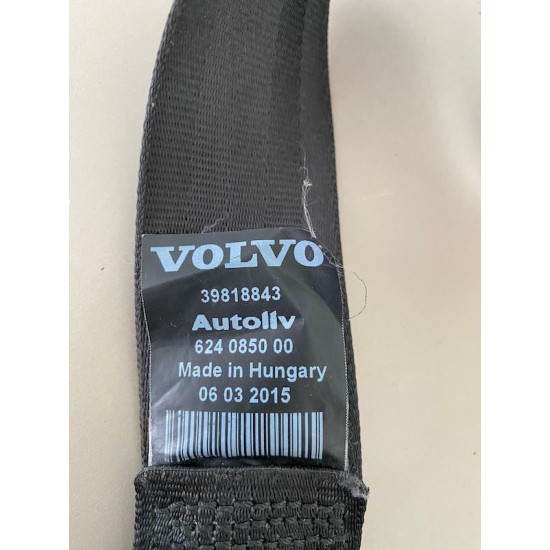 VOLVO
39818843
Autoliv
624 0850 00
Made in Hungary
06 03 2015